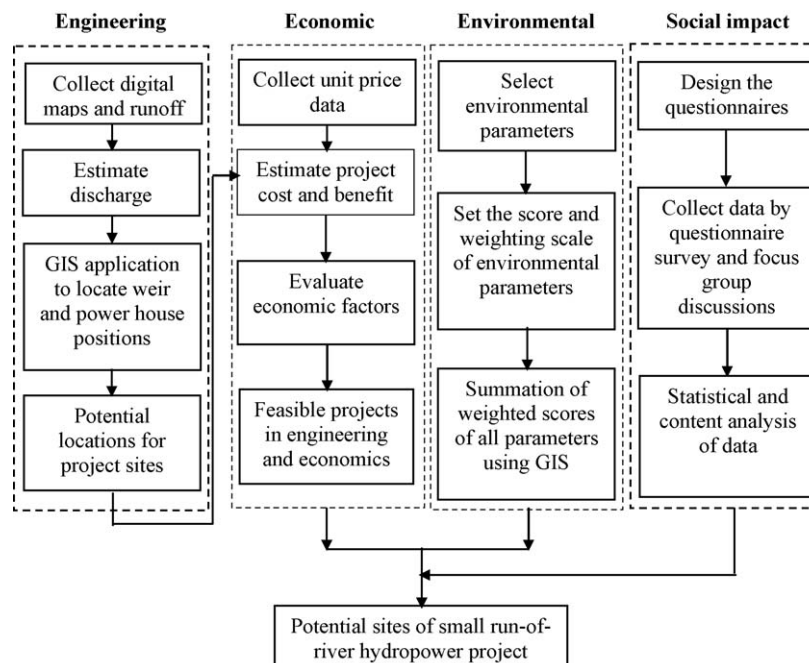 Engineering
Collect digital
maps and runoff
Estimate
discharge
GIS application
to locate weir
and power house
positions
Potential
locations for
project sites
Economic
Collect unit price
data
Estimate project
cost and benefit
Evaluate
economic factors
Feasible projects
in engineering
and economics
Environmental
Select
environmental
parameters
Set the score and
weighting scale
of environmental
parameters
Summation of
weighted scores
of all parameters
using GIS
Social impact
Design the
questionnaires
Collect data by
questionnaire
survey and focus
group
discussions
Statistical and
content analysis
of data
Potential sites of small run-of-
river hydropower project